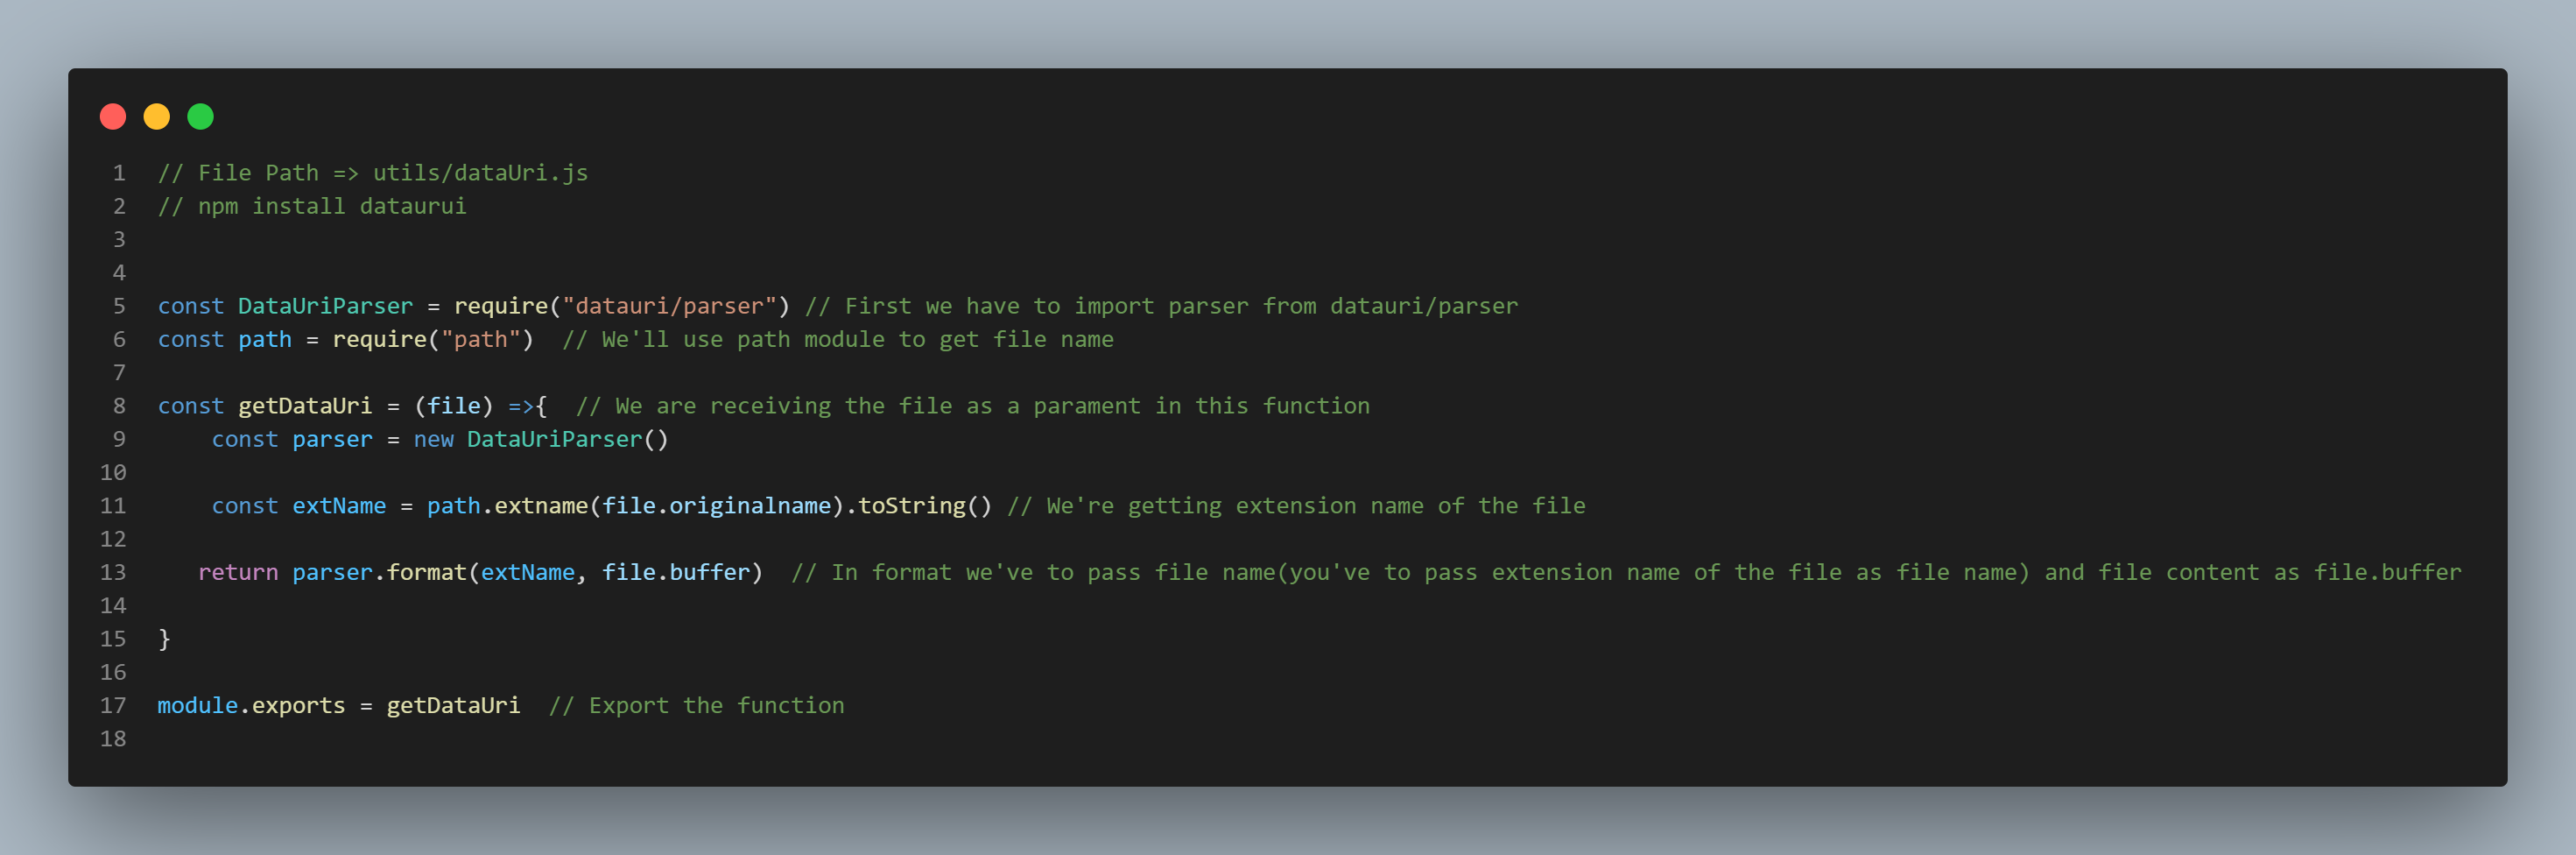 1 // File Path => utils/dataUri.js
2 // npm install dataurui
3
4
5 const DataUriParser = require("datauri/parser") // First we have to import parser from datauri/parser
6 const path = require("path")  // We'll use path module to get file name
7
8 const getDataUri = (file) =>{  // We are receiving the file as a parament in this function
9     const parser = new DataUriParser()
10
11     const extName = path.extname(file.originalname).toString() // We're getting extension name of the file
12
13    return parser.format(extName, file.buffer)  // In format we've to pass file name(you've to pass extension name of the file as file name) and file content as file.buffer
14
15 }
16
17 module.exports = getDataUri  // Export the function
18